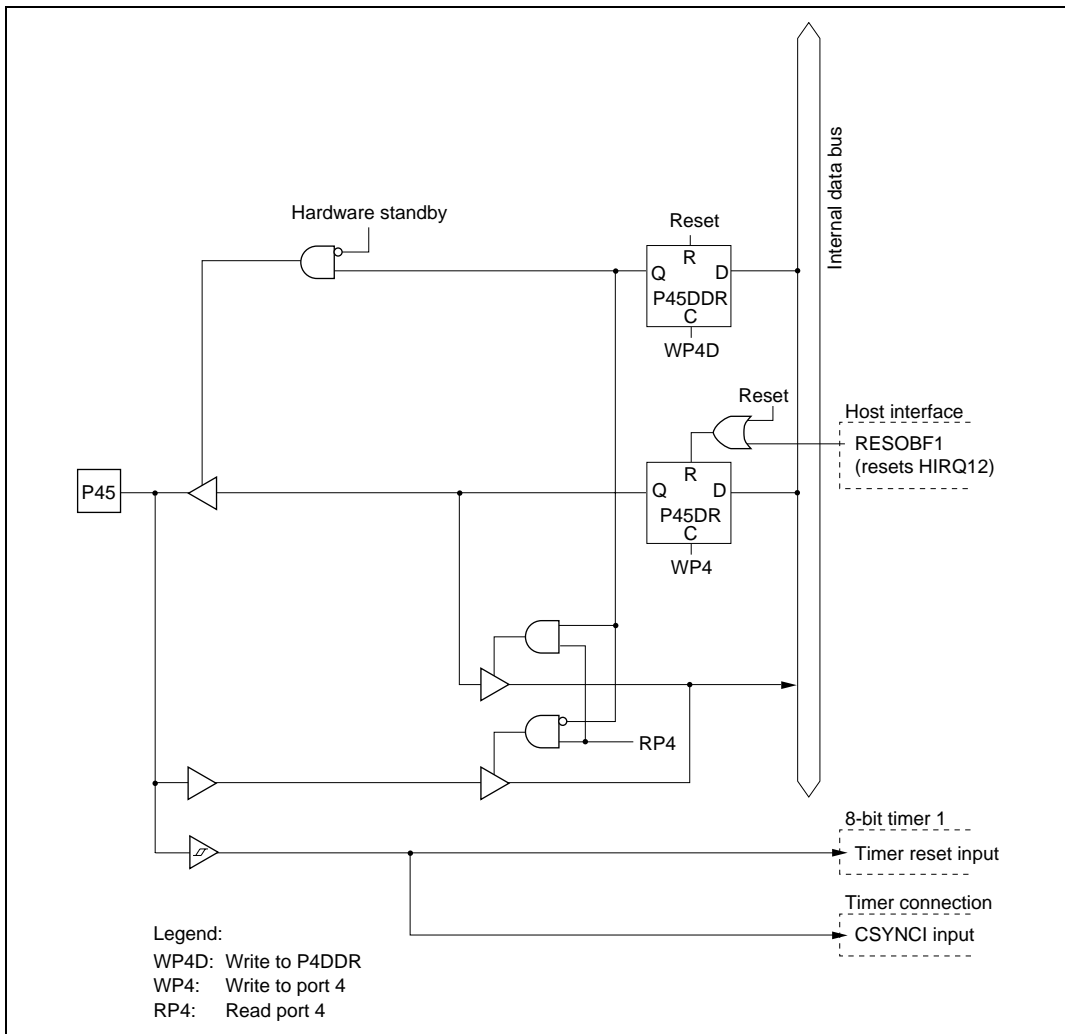 Internal data bus
Hardware standby
Reset
R
Q
D
P45DDR
C
WP4D
Reset
Host interface
RESOBF1
(resets HIRQ12)
R
P45
Q
D
P45DR
C
WP4
RP4
8-bit timer 1
Timer reset input
Timer connection
CSYNCI input
Legend:
WP4D: Write to P4DDR
WP4: Write to port 4
RP4: Read port 4